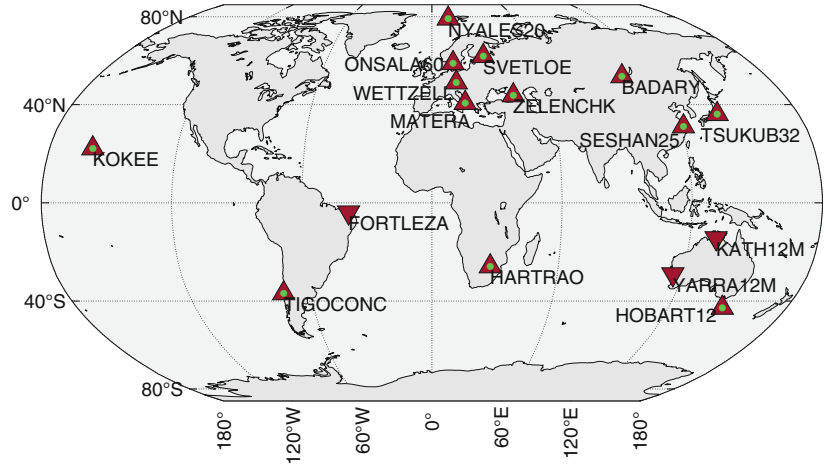 80°N
NYALES20
ONSALA60
SVETLOE
WETTZELL
BADARY
40°N
ZELENCHK
MATERA
SESHAN25
TSUKUB32
KOKEE
0°
FORTLEZA
KATH12M
HARTRAO
YARRA12M
40°S
TIGOCONC
HOBART12
80°S
180°
120°W
60°W
0°
60°E
120°E
180°